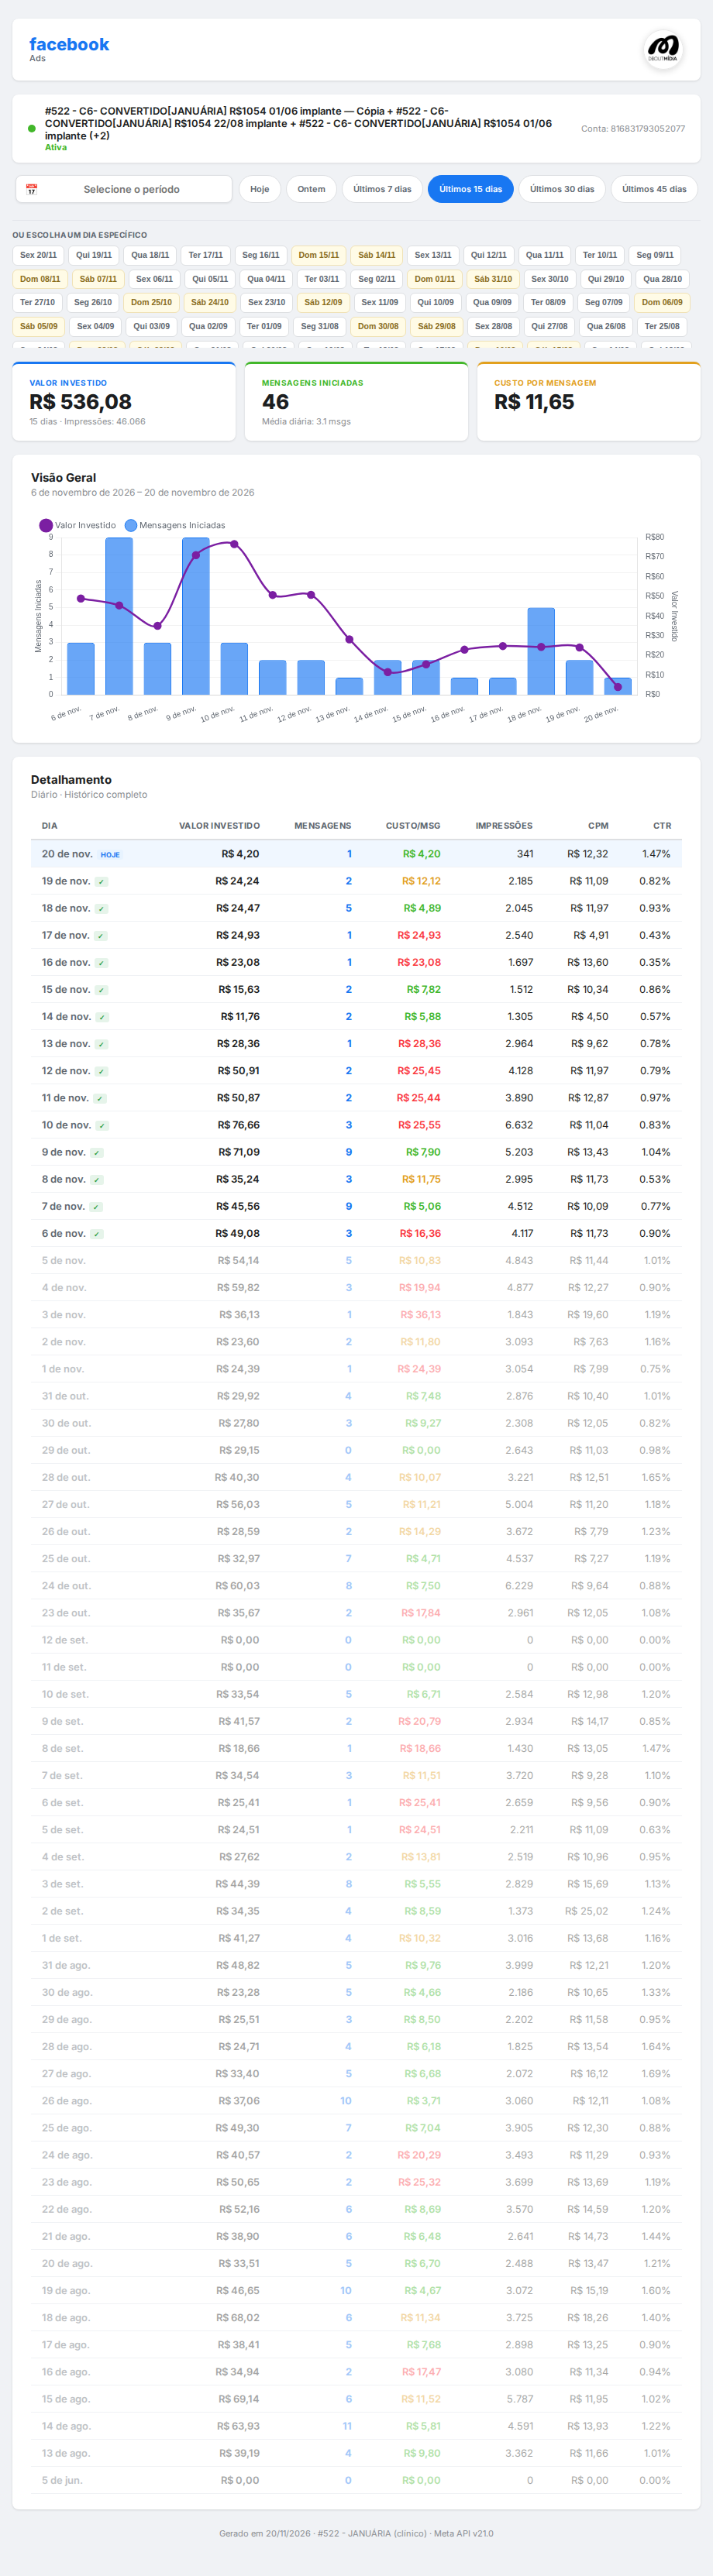 facebook
Ads
DBOUTMÍDIA
#522 - C6- CONVERTIDO[JANUÁRIA] R$1054 01/06 implante — Cópia + #522 - C6-
CONVERTIDO[JANUÁRIA] R$1054 22/08 implante + #522 - C6- CONVERTIDO[JANUÁRIA] R$1054 01/06
implante (+2)
Ativa
Conta: 816831793052077
Selecione o período
Hoje
Ontem
Últimos 7 dias
Últimos 15 dias
Últimos 30 dias
Últimos 45 dias
OU ESCOLHA UM DIA ESPECÍFICO
Sex 20/11 Qui 19/11 Qua 18/11 Ter 17/11 Seg 16/11 Dom 15/11 Sáb 14/11 Sex 13/11 Qui 12/11 Qua 11/11 Ter 10/11 Seg 09/11
Dom 08/11 Sáb 07/11 Sex 06/11 Qui 05/11 Qua 04/11 Ter 03/11 Seg 02/11 Dom 01/11 Sáb 31/10 Sex 30/10 Qui 29/10 Qua 28/10
Ter 27/10 Seg 26/10 Dom 25/10 Sáb 24/10 Sex 23/10 Sáb 12/09 Sex 11/09 Qui 10/09 Qua 09/09 Ter 08/09 Seg 07/09 Dom 06/09
Sáb 05/09 Sex 04/09 Qui 03/09 Qua 02/09 Ter 01/09 Seg 31/08 Dom 30/08 Sáb 29/08 Sex 28/08 Qui 27/08 Qua 26/08 Ter 25/08
VALOR INVESTIDO
R$ 536,08
15 dias · Impressões: 46.066
MENSAGENS INICIADAS
46
Média diária: 3.1 msgs
CUSTO POR MENSAGEM
R$ 11,65
Visão Geral
6 de novembro de 2026 – 20 de novembro de 2026
Valor Investido Mensagens Iniciadas
Mensagens Iniciadas
9
8
7
6
5
4
3
2
1
0
R$80
R$70
R$60
R$50
R$40
R$30
R$20
R$10
R$0
Valor Investido
6 de nov. 7 de nov. 8 de nov. 9 de nov. 10 de nov. 11 de nov. 12 de nov. 13 de nov. 14 de nov. 15 de nov. 16 de nov. 17 de nov. 18 de nov. 19 de nov. 20 de nov.
Detalhamento
Diário · Histórico completo
DIA VALOR INVESTIDO MENSAGENS CUSTO/MSG IMPRESSÕES CPM CTR
20 de nov. HOJE R$ 4,20 1 R$ 4,20 341 R$ 12,32 1.47%
19 de nov. ✓ R$ 24,24 2 R$ 12,12 2.185 R$ 11,09 0.82%
18 de nov. ✓ R$ 24,47 5 R$ 4,89 2.045 R$ 11,97 0.93%
17 de nov. ✓ R$ 24,93 1 R$ 24,93 2.540 R$ 4,91 0.43%
16 de nov. ✓ R$ 23,08 1 R$ 23,08 1.697 R$ 13,60 0.35%
15 de nov. ✓ R$ 15,63 2 R$ 7,82 1.512 R$ 10,34 0.86%
14 de nov. ✓ R$ 11,76 2 R$ 5,88 1.305 R$ 4,50 0.57%
13 de nov. ✓ R$ 28,36 1 R$ 28,36 2.964 R$ 9,62 0.78%
12 de nov. ✓ R$ 50,91 2 R$ 25,45 4.128 R$ 11,97 0.79%
11 de nov. ✓ R$ 50,87 2 R$ 25,44 3.890 R$ 12,87 0.97%
10 de nov. ✓ R$ 76,66 3 R$ 25,55 6.632 R$ 11,04 0.83%
9 de nov. ✓ R$ 71,09 9 R$ 7,90 5.203 R$ 13,43 1.04%
8 de nov. ✓ R$ 35,24 3 R$ 11,75 2.995 R$ 11,73 0.53%
7 de nov. ✓ R$ 45,56 9 R$ 5,06 4.512 R$ 10,09 0.77%
6 de nov. ✓ R$ 49,08 3 R$ 16,36 4.117 R$ 11,73 0.90%
5 de nov. R$ 54,14 5 R$ 10,83 4.843 R$ 11,44 1.01%
4 de nov. R$ 59,82 3 R$ 19,94 4.877 R$ 12,27 0.90%
3 de nov. R$ 36,13 1 R$ 36,13 1.843 R$ 19,60 1.19%
2 de nov. R$ 23,60 2 R$ 11,80 3.093 R$ 7,63 1.16%
1 de nov. R$ 24,39 1 R$ 24,39 3.054 R$ 7,99 0.75%
31 de out. R$ 29,92 4 R$ 7,48 2.876 R$ 10,40 1.01%
30 de out. R$ 27,80 3 R$ 9,27 2.308 R$ 12,05 0.82%
29 de out. R$ 29,15 0 R$ 0,00 2.643 R$ 11,03 0.98%
28 de out. R$ 40,30 4 R$ 10,07 3.221 R$ 12,51 1.65%
27 de out. R$ 56,03 5 R$ 11,21 5.004 R$ 11,20 1.18%
26 de out. R$ 28,59 2 R$ 14,29 3.672 R$ 7,79 1.23%
25 de out. R$ 32,97 7 R$ 4,71 4.537 R$ 7,27 1.19%
24 de out. R$ 60,03 8 R$ 7,50 6.229 R$ 9,64 0.88%
23 de out. R$ 35,67 2 R$ 17,84 2.961 R$ 12,05 1.08%
12 de set. R$ 0,00 0 R$ 0,00 0 R$ 0,00 0.00%
11 de set. R$ 0,00 0 R$ 0,00 0 R$ 0,00 0.00%
10 de set. R$ 33,54 5 R$ 6,71 2.584 R$ 12,98 1.20%
9 de set. R$ 41,57 2 R$ 20,79 2.934 R$ 14,17 0.85%
8 de set. R$ 18,66 1 R$ 18,66 1.430 R$ 13,05 1.47%
7 de set. R$ 34,54 3 R$ 11,51 3.720 R$ 9,28 1.10%
6 de set. R$ 25,41 1 R$ 25,41 2.659 R$ 9,56 0.90%
5 de set. R$ 24,51 1 R$ 24,51 2.211 R$ 11,09 0.63%
4 de set. R$ 27,62 2 R$ 13,81 2.519 R$ 10,96 0.95%
3 de set. R$ 44,39 8 R$ 5,55 2.829 R$ 15,69 1.13%
2 de set. R$ 34,35 4 R$ 8,59 1.373 R$ 25,02 1.24%
1 de set. R$ 41,27 4 R$ 10,32 3.016 R$ 13,68 1.16%
31 de ago. R$ 48,82 5 R$ 9,76 3.999 R$ 12,21 1.20%
30 de ago. R$ 23,28 5 R$ 4,66 2.186 R$ 10,65 1.33%
29 de ago. R$ 25,51 3 R$ 8,50 2.202 R$ 11,58 0.95%
28 de ago. R$ 24,71 4 R$ 6,18 1.825 R$ 13,54 1.64%
27 de ago. R$ 33,40 5 R$ 6,68 2.072 R$ 16,12 1.69%
26 de ago. R$ 37,06 10 R$ 3,71 3.060 R$ 12,11 1.08%
25 de ago. R$ 49,30 7 R$ 7,04 3.905 R$ 12,30 0.88%
24 de ago. R$ 40,57 2 R$ 20,29 3.493 R$ 11,29 0.93%
23 de ago. R$ 50,65 2 R$ 25,32 3.699 R$ 13,69 1.19%
22 de ago. R$ 52,16 6 R$ 8,69 3.570 R$ 14,59 1.20%
21 de ago. R$ 38,90 6 R$ 6,48 2.641 R$ 14,73 1.44%
20 de ago. R$ 33,51 5 R$ 6,70 2.488 R$ 13,47 1.21%
19 de ago. R$ 46,65 10 R$ 4,67 3.072 R$ 15,19 1.60%
18 de ago. R$ 68,02 6 R$ 11,34 3.725 R$ 18,26 1.40%
17 de ago. R$ 38,41 5 R$ 7,68 2.898 R$ 13,25 0.90%
16 de ago. R$ 34,94 2 R$ 17,47 3.080 R$ 11,34 0.94%
15 de ago. R$ 69,14 6 R$ 11,52 5.787 R$ 11,95 1.02%
14 de ago. R$ 63,93 11 R$ 5,81 4.591 R$ 13,93 1.22%
13 de ago. R$ 39,19 4 R$ 9,80 3.362 R$ 11,66 1.01%
5 de jun. R$ 0,00 0 R$ 0,00 0 R$ 0,00 0.00%
Gerado em 20/11/2026 · #522 - JANUÁRIA (clínico) · Meta API v21.0